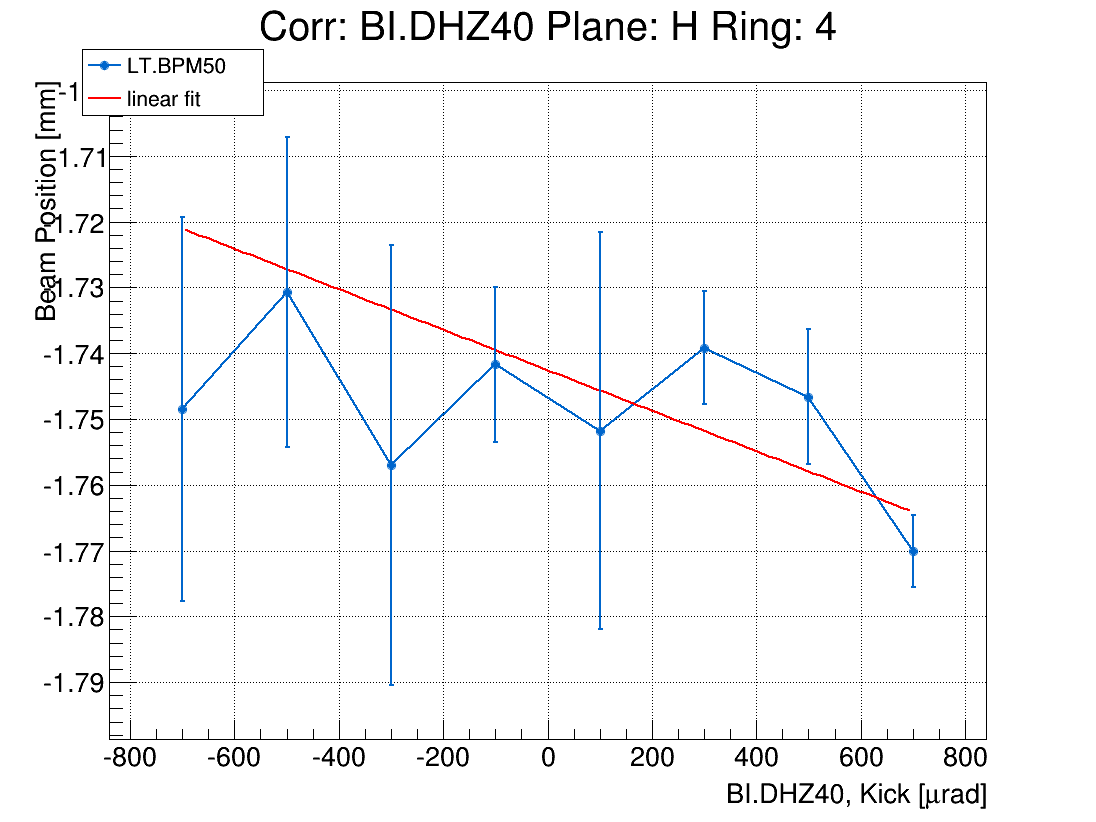 Corr: BI.DHZ40 Plane: H Ring: 4
LT.BPM50
linear fit
Beam Position [mm]
-1
1.71
1.72
1.73
-1.74
-1.75
-1.76
-1.77
-1.78
-1.79
-800 -600 -400 -200 0 200 400 600 800
BI.DHZ40, Kick [μrad]